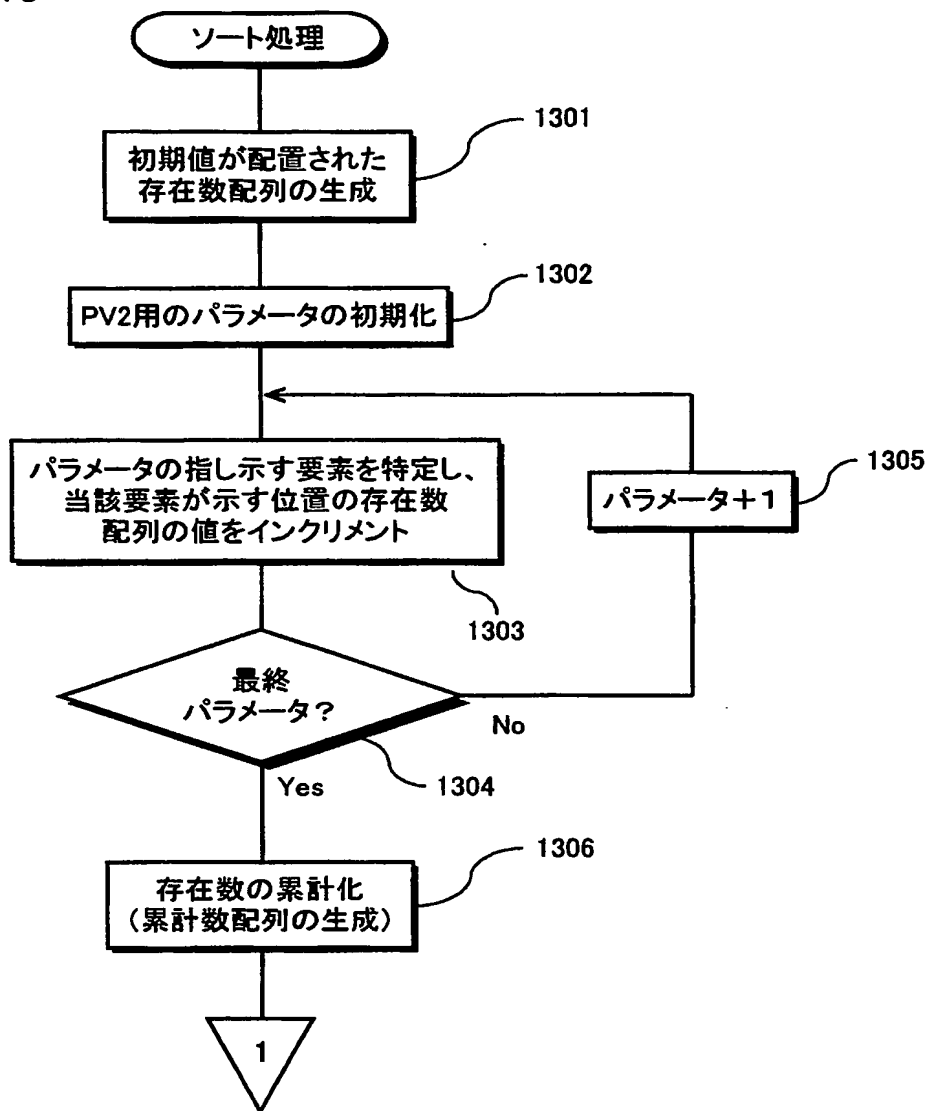 ソート処理
1301
初期値が配置された
存在数配列の生成
1302
PV2用のパラメータの初期化
パラメータの指し示す要素を特定し、
当該要素が示す位置の存在数
配列の値をインクリメント
1305
パラメータ+1
1303
最終
パラメータ?
No
Yes
1304
1306
存在数の累計化
(累計数配列の生成)
1